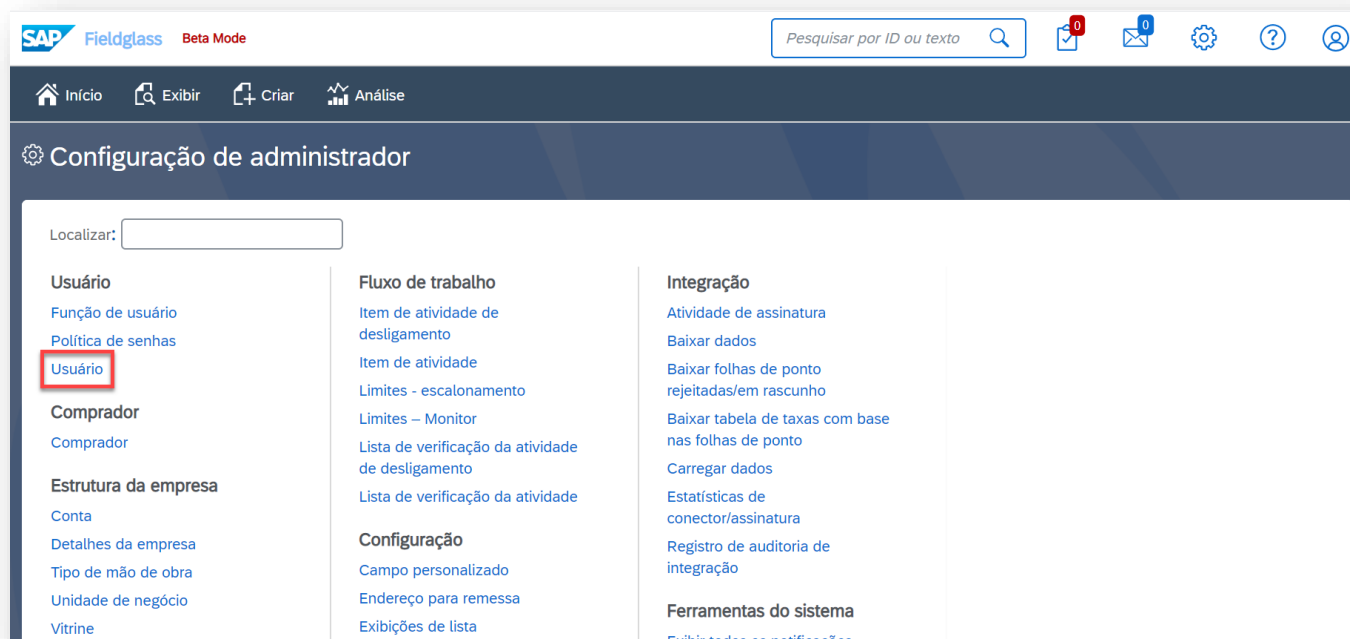 SAP Fieldglass Beta Mode
Pesquisar por ID ou texto
0
0
Início
Exibir
Criar
Análise
Configuração de administrador
Localizar:
Usuário
Função de usuário
Política de senhas
Usuário
Comprador
Comprador
Estrutura da empresa
Conta
Detalhes da empresa
Tipo de mão de obra
Unidade de negócio
Vitrine
Fluxo de trabalho
Item de atividade de
desligamento
Item de atividade
Limites - escalonamento
Limites – Monitor
Lista de verificação da atividade
de desligamento
Lista de verificação da atividade
Configuração
Campo personalizado
Endereço para remessa
Exibições de lista
Integração
Atividade de assinatura
Baixar dados
Baixar folhas de ponto
rejeitadas/em rascunho
Baixar tabela de taxas com base
nas folhas de ponto
Carregar dados
Estatísticas de
conector/assinatura
Registro de auditoria de
integração
Ferramentas do sistema